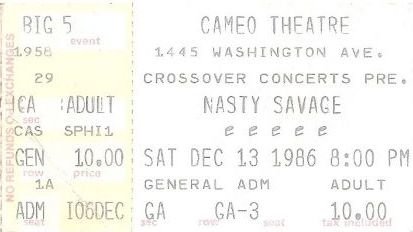 BIG 5 CAMEO THEATRE
event
1958 1445 WASHINGTON AVE.
29 CROSSOVER CONCERTS PRE.
ICA ADULT NASTY SAVAGE
sec
CAS SPHI1 e e e e e
GEN 10.00 SAT DEC 13 1986 8:00 PM
row price
1A GENERAL ADM ADULT
ADM I06DEC GA GA-3 10.00
seat sec row seat tax included
NO REFUNDS O EXCHANGES